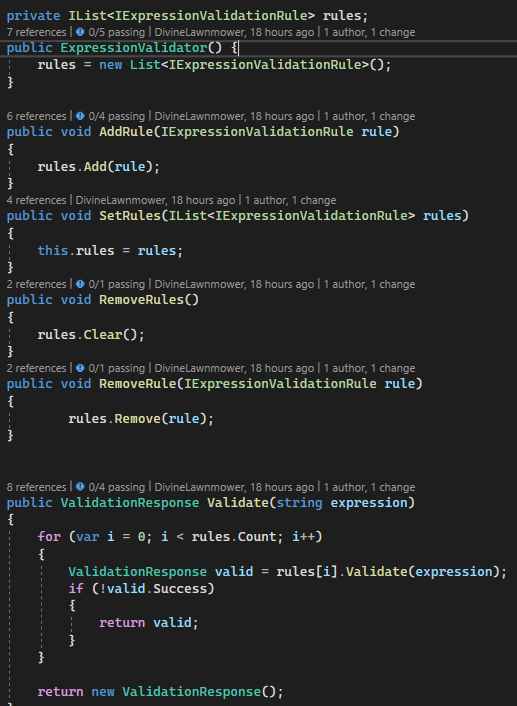 private IList<IExpressionValidationRule> rules;
7 references | 0/5 passing | DivineLawnmower, 18 hours ago | 1 author, 1 change
public ExpressionValidator() {
    rules = new List<IExpressionValidationRule>();
}
6 references | 0/4 passing | DivineLawnmower, 18 hours ago | 1 author, 1 change
public void AddRule(IExpressionValidationRule rule)
{
    rules.Add(rule);
}
4 references | DivineLawnmower, 18 hours ago | 1 author, 1 change
public void SetRules(IList<IExpressionValidationRule> rules)
{
    this.rules = rules;
}
2 references | 0/1 passing | DivineLawnmower, 18 hours ago | 1 author, 1 change
public void RemoveRules()
{
    rules.Clear();
}
2 references | 0/1 passing | DivineLawnmower, 18 hours ago | 1 author, 1 change
public void RemoveRule(IExpressionValidationRule rule)
{
        rules.Remove(rule);
}
8 references | 0/4 passing | DivineLawnmower, 18 hours ago | 1 author, 1 change
public ValidationResponse Validate(string expression)
{
    for (var i = 0; i < rules.Count; i++)
    {
        ValidationResponse valid = rules[i].Validate(expression);
        if (!valid.Success)
        {
            return valid;
        }
    }
    return new ValidationResponse();
}